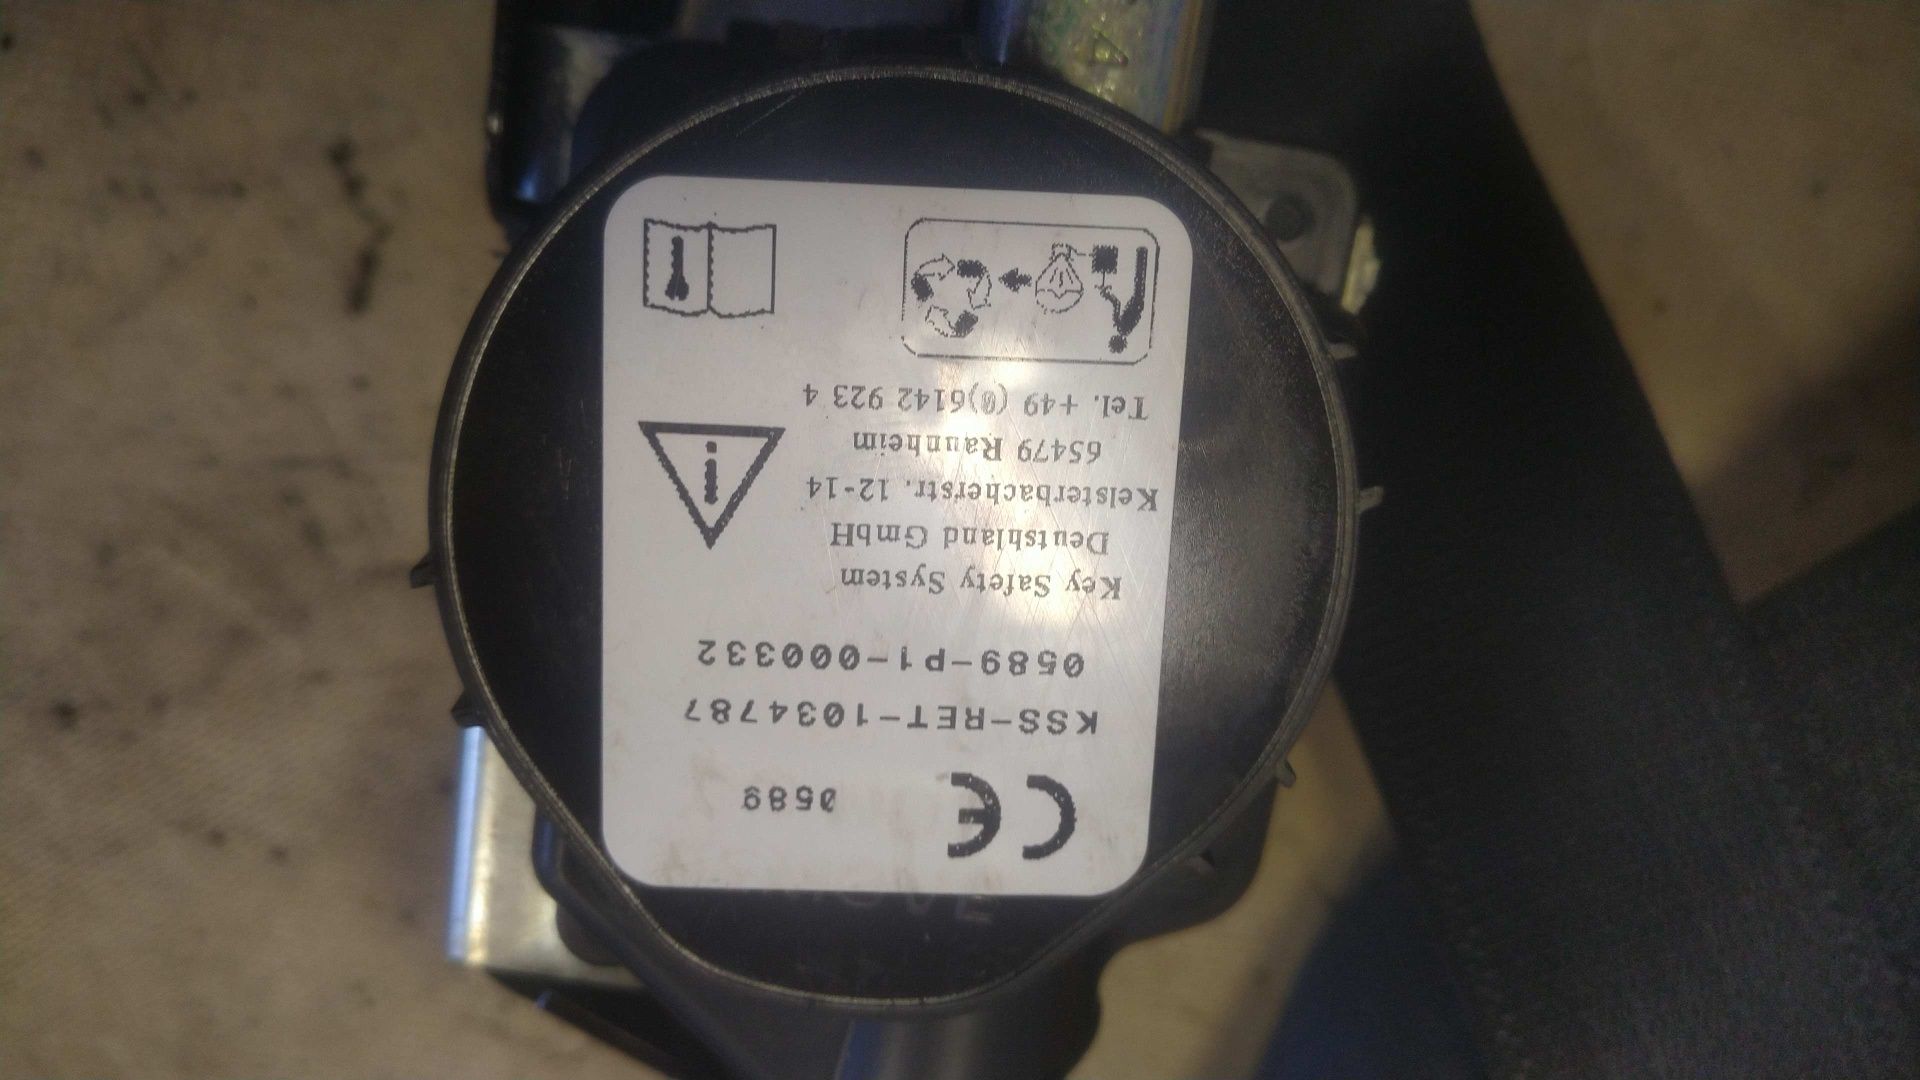 CE 0589
KSS-RET-1034787
0589-P1-000332
Key Safety System
Deutshland GmbH
Kelsterbacherstr. 12-14
65479 Raunheim
Tel. +49 (0)6142 923 4
i